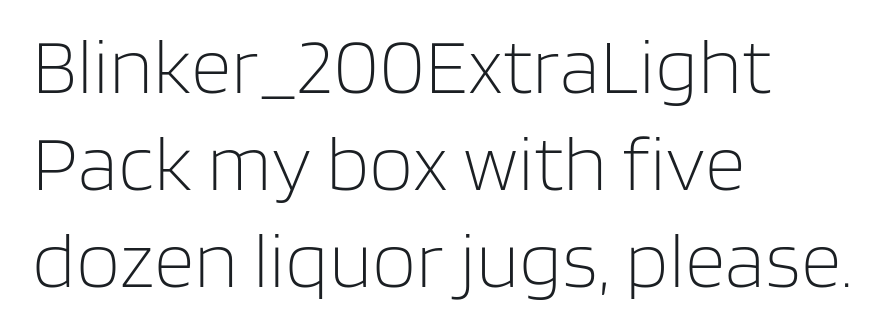 Blinker_200ExtraLight
Pack my box with five
dozen liquor jugs, please.